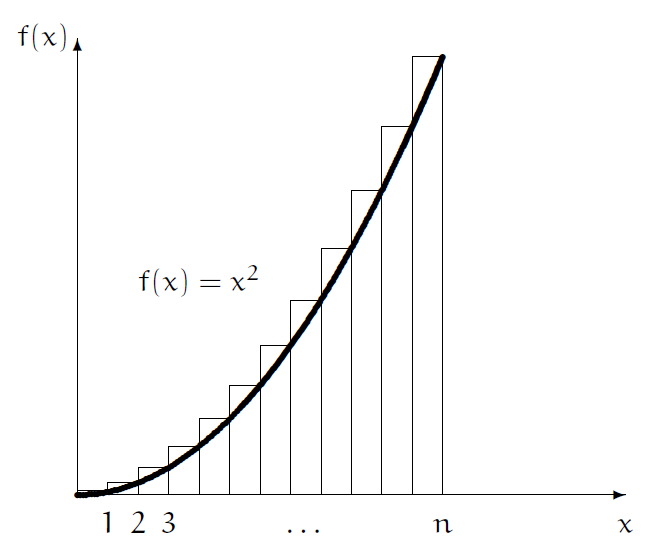 f(x)
f(x) = x²
1 2 3 ... n x